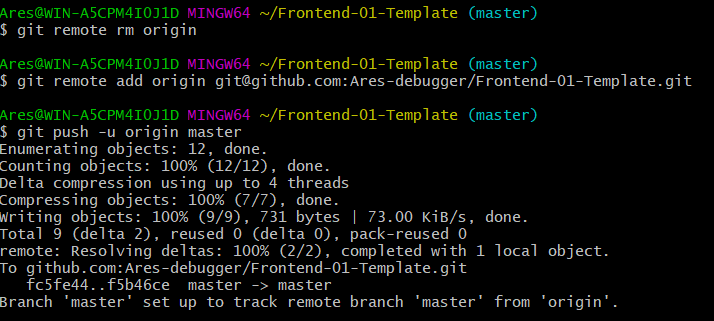 Ares@WIN-A5CPM4IOJ1D MINGW64 ~/Frontend-01-Template (master)
$ git remote rm origin
Ares@WIN-A5CPM4IOJ1D MINGW64 ~/Frontend-01-Template (master)
$ git remote add origin git@github.com:Ares-debugger/Frontend-01-Template.git
Ares@WIN-A5CPM4IOJ1D MINGW64 ~/Frontend-01-Template (master)
$ git push -u origin master
Enumerating objects: 12, done.
Counting objects: 100% (12/12), done.
Delta compression using up to 4 threads
Compressing objects: 100% (7/7), done.
Writing objects: 100% (9/9), 731 bytes | 73.00 KiB/s, done.
Total 9 (delta 2), reused 0 (delta 0), pack-reused 0
remote: Resolving deltas: 100% (2/2), completed with 1 local object.
To github.com:Ares-debugger/Frontend-01-Template.git
   fc5fe44..f5b46ce  master -> master
Branch 'master' set up to track remote branch 'master' from 'origin'.